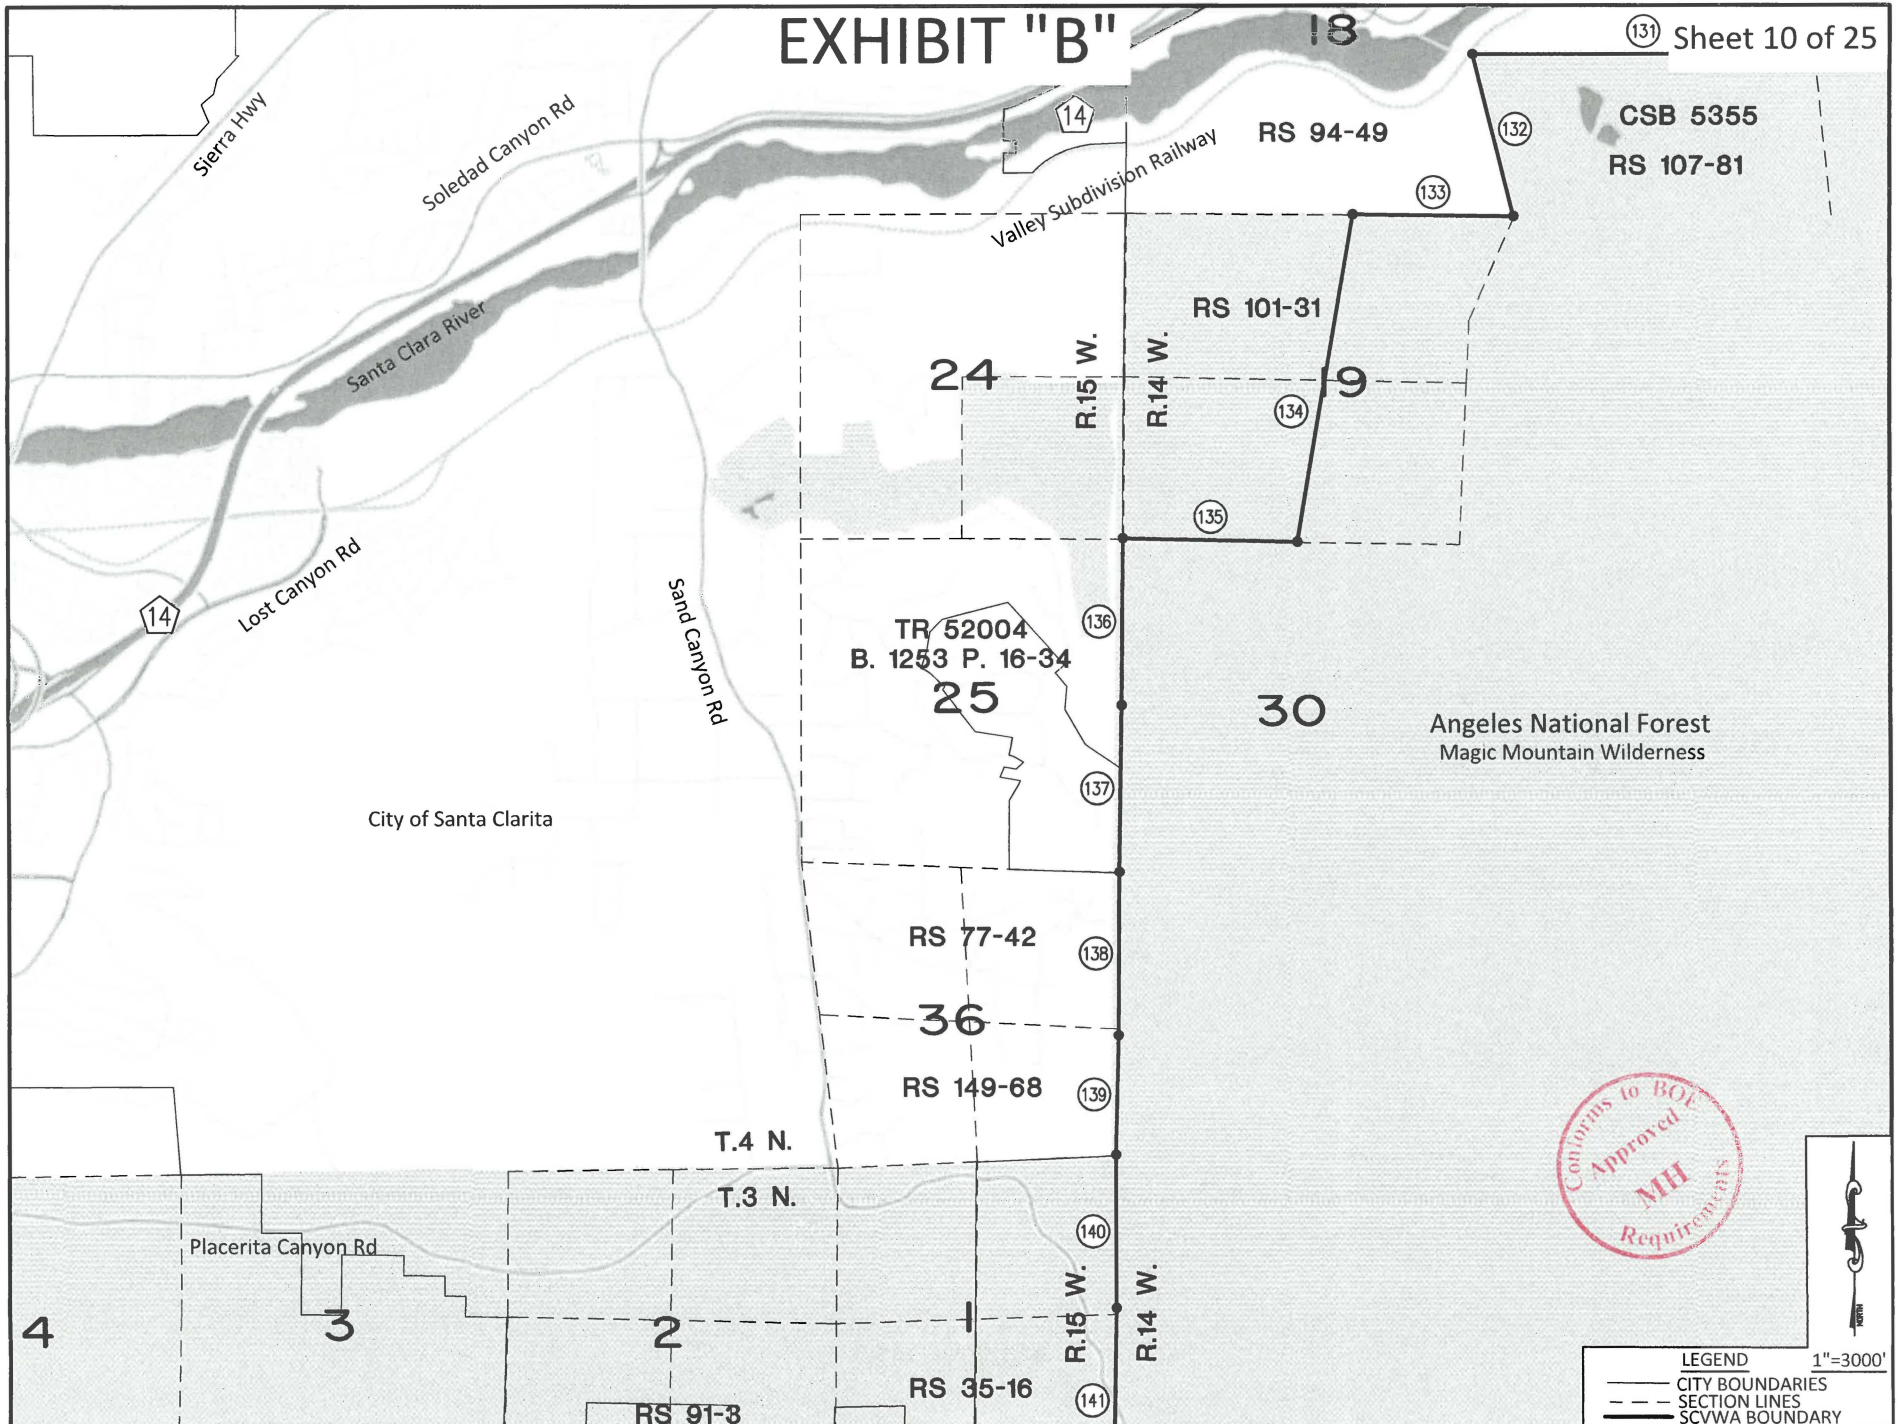 EXHIBIT "B"
18
131
Sheet 10 of 25
14
RS 94-49
132
CSB 5355
RS 107-81
Sierra Hwy
Soledad Canyon Rd
133
Valley Subdivision Railway
RS 101-31
Santa Clara River
24
R.15 W.
R.14 W.
19
134
135
Lost Canyon Rd
14
Sand Canyon Rd
136
TR 52004
B. 1253 P. 16-34
25
30
Angeles National Forest
Magic Mountain Wilderness
137
City of Santa Clarita
RS 77-42
138
36
RS 149-68
139
Conforms to BOE
Approved
MH
Requirements
T.4 N.
T.3 N.
140
Placerita Canyon Rd
R.15 W.
R.14 W.
4
3
2
1
NORTH
RS 35-16
141
RS 91-3
LEGEND
1"=3000'
CITY BOUNDARIES
SECTION LINES
SCVWA BOUNDARY